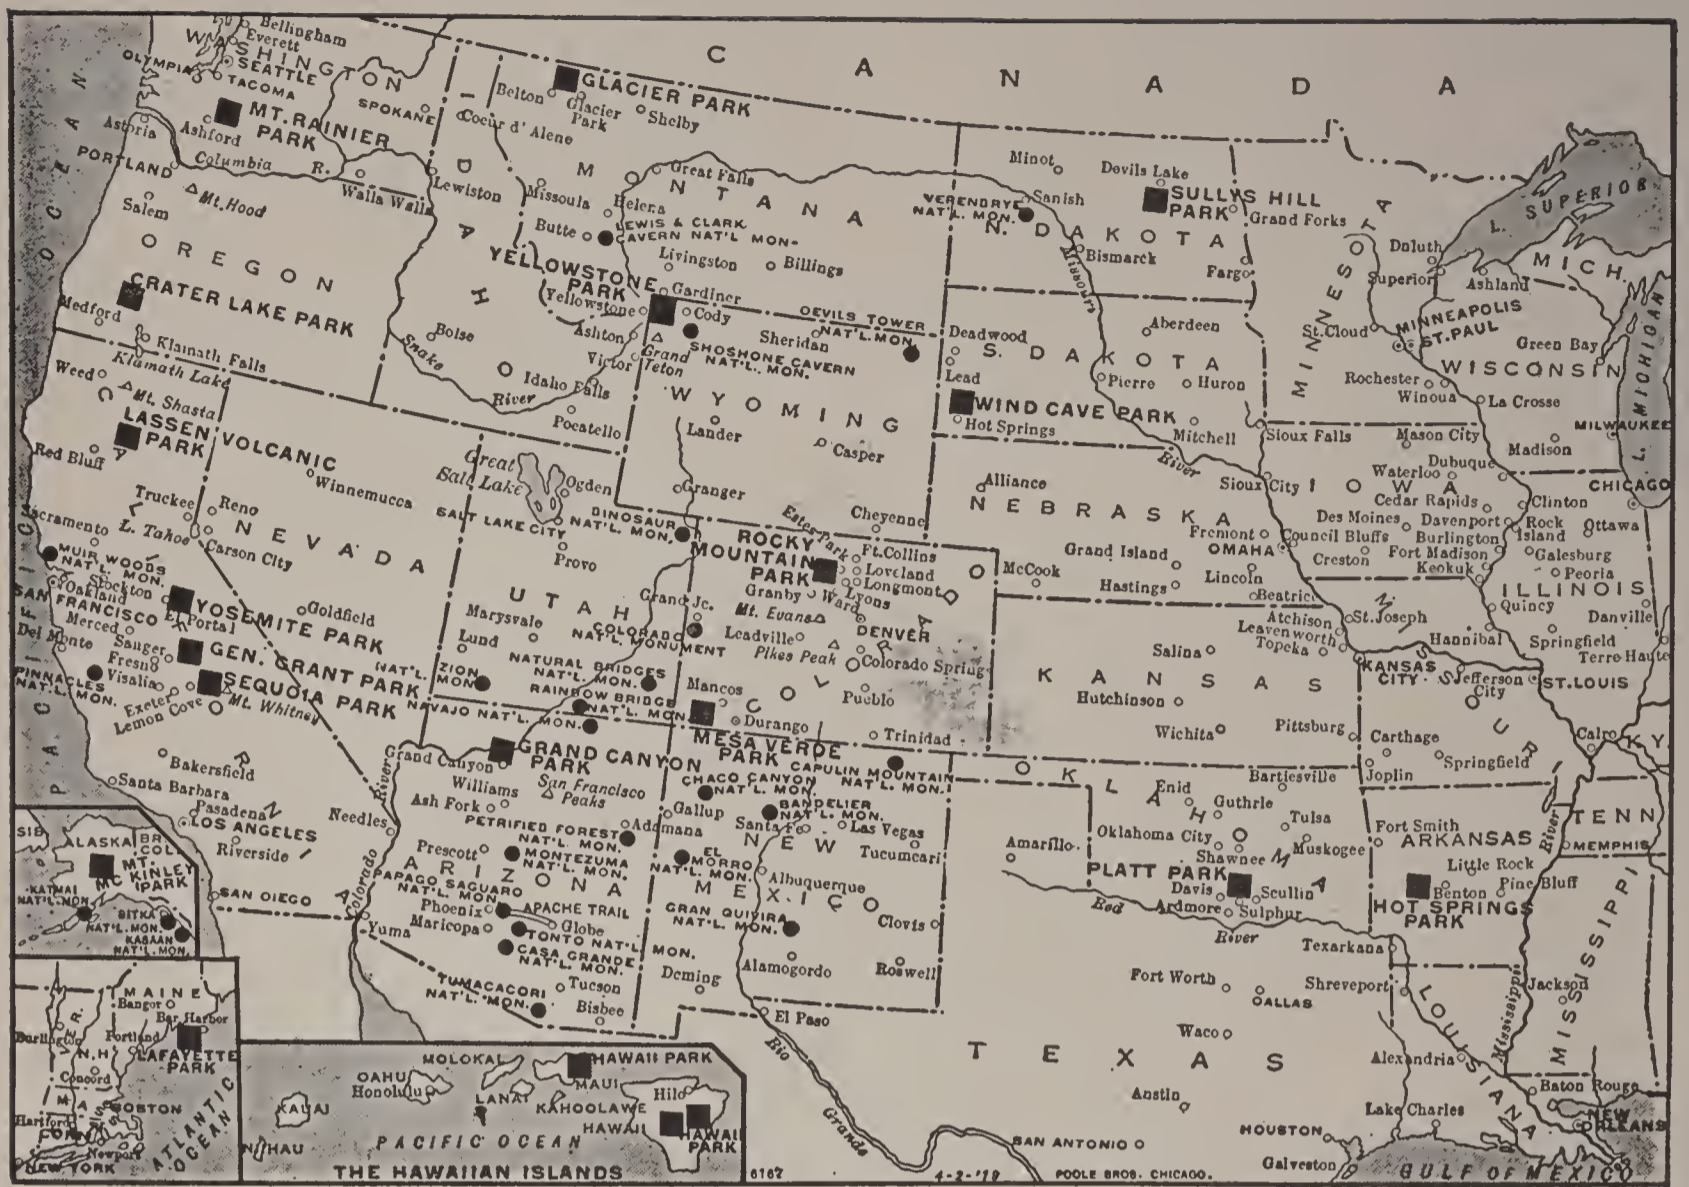 CANADA
Bellingham
Everett
WASHINGTON
SEATTLE
OLYMPIA
TACOMA
SPOKANE
MT. RAINIER
PARK
Ashford
Astoria
Columbia R.
PORTLAND
Walla Walla
Mt. Hood
Salem
OREGON
CRATER LAKE PARK
Medford
Klamath Falls
Klamath Lake
IDAHO
Coeur d' Alene
Lewiston
Boise
Snake
River
Idaho Falls
Pocatello
GLACIER PARK
Belton
Glacier
Park
Shelby
MONTANA
Great Falls
Missoula
Helena
Butte
LEWIS & CLARK
CAVERN NAT'L MON.
Livingston
Billings
YELLOWSTONE
PARK
Gardiner
Yellowstone
Cody
Ashton
Victor
Grand
Teton
SHOSHONE CAVERN
NAT'L. MON.
Sheridan
DEVILS TOWER
NAT'L. MON.
WYOMING
Lander
Casper
Granger
Cheyenne
Minot
Devils Lake
SULLYS HILL
PARK
VERENDRYE
NAT'L. MON.
Sanish
Grand Forks
N. DAKOTA
Bismarck
Fargo
Missouri
Deadwood
Aberdeen
S. DAKOTA
Lead
Pierre
Huron
WIND CAVE PARK
Hot Springs
Mitchell
River
Sioux Falls
MINNESOTA
Duluth
Superior
Ashland
L. SUPERIOR
MICH.
St. Cloud
MINNEAPOLIS
ST. PAUL
Green Bay
WISCONSIN
Rochester
Winona
La Crosse
MILWAUKEE
Madison
L. MICHIGAN
CHICAGO
Mason City
Dubuque
Waterloo
IOWA
Sioux City
Cedar Rapids
Clinton
Des Moines
Davenport
Rock
Island
Ottawa
Council Bluffs
Burlington
Galesburg
Creston
Fort Madison
Keokuk
Peoria
ILLINOIS
Quincy
Danville
Springfield
Terre Haute
Alliance
NEBRASKA
Fremont
OMAHA
Grand Island
Lincoln
McCook
Hastings
Beatrice
Weed
Mt. Shasta
LASSEN VOLCANIC
PARK
Red Bluff
CALIFORNIA
Truckee
Reno
Winnemucca
NEVADA
Sacramento
L. Tahoe
Carson City
MUIR WOODS
NAT'L. MON.
Stockton
Oakland
SAN FRANCISCO
El Portal
YOSEMITE PARK
Goldfield
Merced
Del Monte
Sanger
GEN. GRANT PARK
Fresno
Visalia
SEQUOIA PARK
PINNACLES
NAT'L. MON.
Exeter
Lemon Cove
Mt. Whitney
Bakersfield
Santa Barbara
Pasadena
LOS ANGELES
Riverside
Needles
SAN DIEGO
PACIFIC OCEAN
Great
Salt Lake
Ogden
SALT LAKE CITY
DINOSAUR
NAT'L. MON.
Provo
UTAH
Marysvale
Lund
COLORADO
NAT'L. MONUMENT
NATURAL BRIDGES
NAT'L. MON.
ZION
(NAT'L.
MON.
RAINBOW BRIDGE
NAT'L. MON.
NAVAJO NAT'L. MON.
ROCKY
MOUNTAIN
PARK
Estes Park
Ft. Collins
Loveland
Longmont
Lyons
Granby
Ward
Grand Jc.
Mt. Evans
DENVER
Leadville
Pikes Peak
Colorado Spring
COLORADO
Pueblo
Mancos
Durango
Trinidad
MESA VERDE
PARK
KANSAS
Atchison
Leavenworth
Topeka
Salina
Hutchinson
Wichita
Pittsburg
St. Joseph
Hannibal
KANSAS
CITY
Jefferson
City
ST. LOUIS
MISSOURI
Carthage
Joplin
Springfield
Cairo
KY.
Grand Canyon
GRAND CANYON
PARK
River
Colorado
Williams
San Francisco
Peaks
Ash Fork
PETRIFIED FOREST
NAT'L. MON.
Adamana
Prescott
MONTEZUMA
NAT'L. MON.
ARIZONA
PAPAGO SAGUARO
NAT'L. MON.
Phoenix
APACHE TRAIL
Globe
Maricopa
TONTO NAT'L. MON.
Yuma
CASA GRANDE
NAT'L. MON.
TUMACACORI
NAT'L. MON.
Tucson
Bisbee
CAPULIN MOUNTAIN
NAT'L. MON.
CHACO CANYON
NAT'L. MON.
BANDELIER
NAT'L. MON.
Gallup
Santa Fe
Las Vegas
Tucumcari
EL
MORRO
NAT'L. MON.
NEW
MEXICO
Albuquerque
GRAN QUIVIRA
NAT'L. MON.
Clovis
Alamogordo
Roswell
Deming
El Paso
Rio
Grande
OKLAHOMA
Enid
Bartlesville
Guthrie
Tulsa
Oklahoma City
Shawnee
Muskogee
PLATT PARK
Davis
Scullin
Ardmore
Sulphur
Amarillo
Red
River
Fort Smith
ARKANSAS
Little Rock
Benton
Pine Bluff
HOT SPRINGS
PARK
Texarkana
TENN
MEMPHIS
River
Mississippi
MISSISSIPPI
Jackson
Fort Worth
DALLAS
Shreveport
LOUISIANA
Waco
TEXAS
Alexandria
Austin
Baton Rouge
Lake Charles
NEW
ORLEANS
HOUSTON
SAN ANTONIO
Galveston
GULF OF MEXICO
SIB.
ALASKA
BR.
COL.
MT.
MC KINLEY
PARK
KATMAI
NAT'L. MON.
SITKA
NAT'L. MON.
KASAAN
NAT'L. MON.
MAINE
Bangor
Bar Harbor
Burlington
VER.
N.H.
Portland
LAFAYETTE
PARK
Concord
MASS
BOSTON
Hartford
CONN
Newport
NEW YORK
ATLANTIC
OCEAN
MOLOKAI
HAWAII PARK
OAHU
Honolulu
MAUI
KAUAI
LANAI
KAHOOLAWE
Hilo
HAWAII
HAWAII
PARK
NIIHAU
PACIFIC OCEAN
THE HAWAIIAN ISLANDS
6167
4-2-'19
POOLE BROS. CHICAGO.